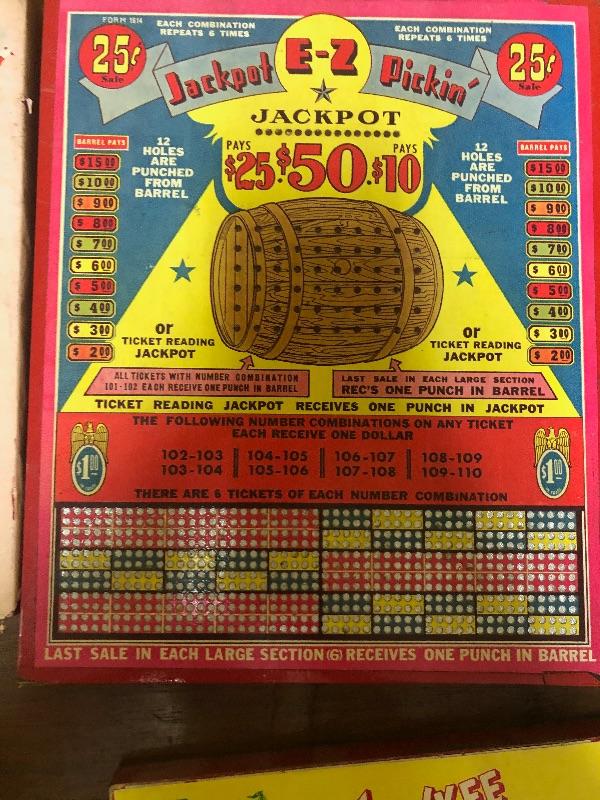 FORM 1614
EACH COMBINATION
REPEATS 6 TIMES
EACH COMBINATION
REPEATS 6 TIMES
25¢
Sale
Jackpot E-Z Pickin'
25¢
Sale
JACKPOT
PAYS
$25 $50 $10
PAYS
BARREL PAYS
$15 00
$10 00
$9 00
$8 00
$7 00
$6 00
$5 00
$4 00
$3 00
$2 00
12
HOLES
ARE
PUNCHED
FROM
BARREL
12
HOLES
ARE
PUNCHED
FROM
BARREL
BARREL PAYS
$15 00
$10 00
$9 00
$8 00
$7 00
$6 00
$5 00
$4 00
$3 00
$2 00
or
TICKET READING
JACKPOT
or
TICKET READING
JACKPOT
ALL TICKETS WITH NUMBER COMBINATION
101-102 EACH RECEIVE ONE PUNCH IN BARREL
LAST SALE IN EACH LARGE SECTION
REC'S ONE PUNCH IN BARREL
TICKET READING JACKPOT RECEIVES ONE PUNCH IN JACKPOT
THE FOLLOWING NUMBER COMBINATIONS ON ANY TICKET
EACH RECEIVE ONE DOLLAR
$1 00
102-103 104-105 106-107 108-109
103-104 105-106 107-108 109-110
$1 00
THERE ARE 6 TICKETS OF EACH NUMBER COMBINATION
LAST SALE IN EACH LARGE SECTION (6) RECEIVES ONE PUNCH IN BARREL